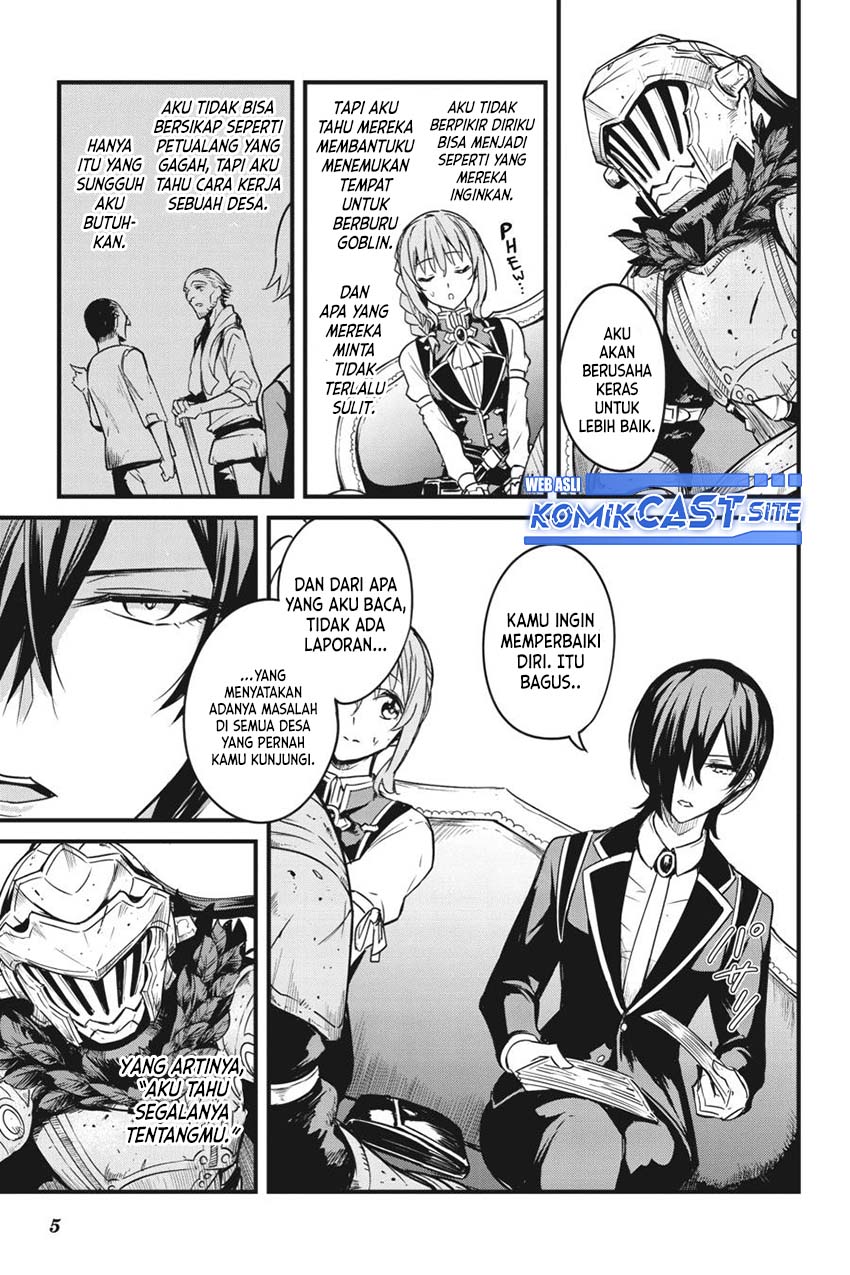 AKU
AKAN
BERUSAHA
KERAS
UNTUK
LEBIH BAIK.
AKU TIDAK
BERPIKIR DIRIKU
BISA MENJADI
SEPERTI YANG
MEREKA
INGINKAN.
TAPI AKU
TAHU MEREKA
MEMBANTUKU
MENEMUKAN
TEMPAT
UNTUK
BERBURU
GOBLIN.
DAN
APA YANG
MEREKA
MINTA
TIDAK
TERLALU
SULIT.
PHEW...
AKU TIDAK BISA
BERSIKAP SEPERTI
PETUALANG YANG
GAGAH, TAPI AKU
TAHU CARA KERJA
SEBUAH DESA.
HANYA
ITU YANG
SUNGGUH
AKU
BUTUH-
KAN.
WEB ASLI
KOMIKCAST.SITE
KAMU INGIN
MEMPERBAIKI
DIRI. ITU
BAGUS..
パサッ
DAN DARI APA
YANG AKU BACA,
TIDAK ADA
LAPORAN...
...YANG
MENYATAKAN
ADANYA MASALAH
DI SEMUA DESA
YANG PERNAH
KAMU KUNJUNGI.
YANG ARTINYA,
"AKU TAHU
SEGALANYA
TENTANGMU."
5